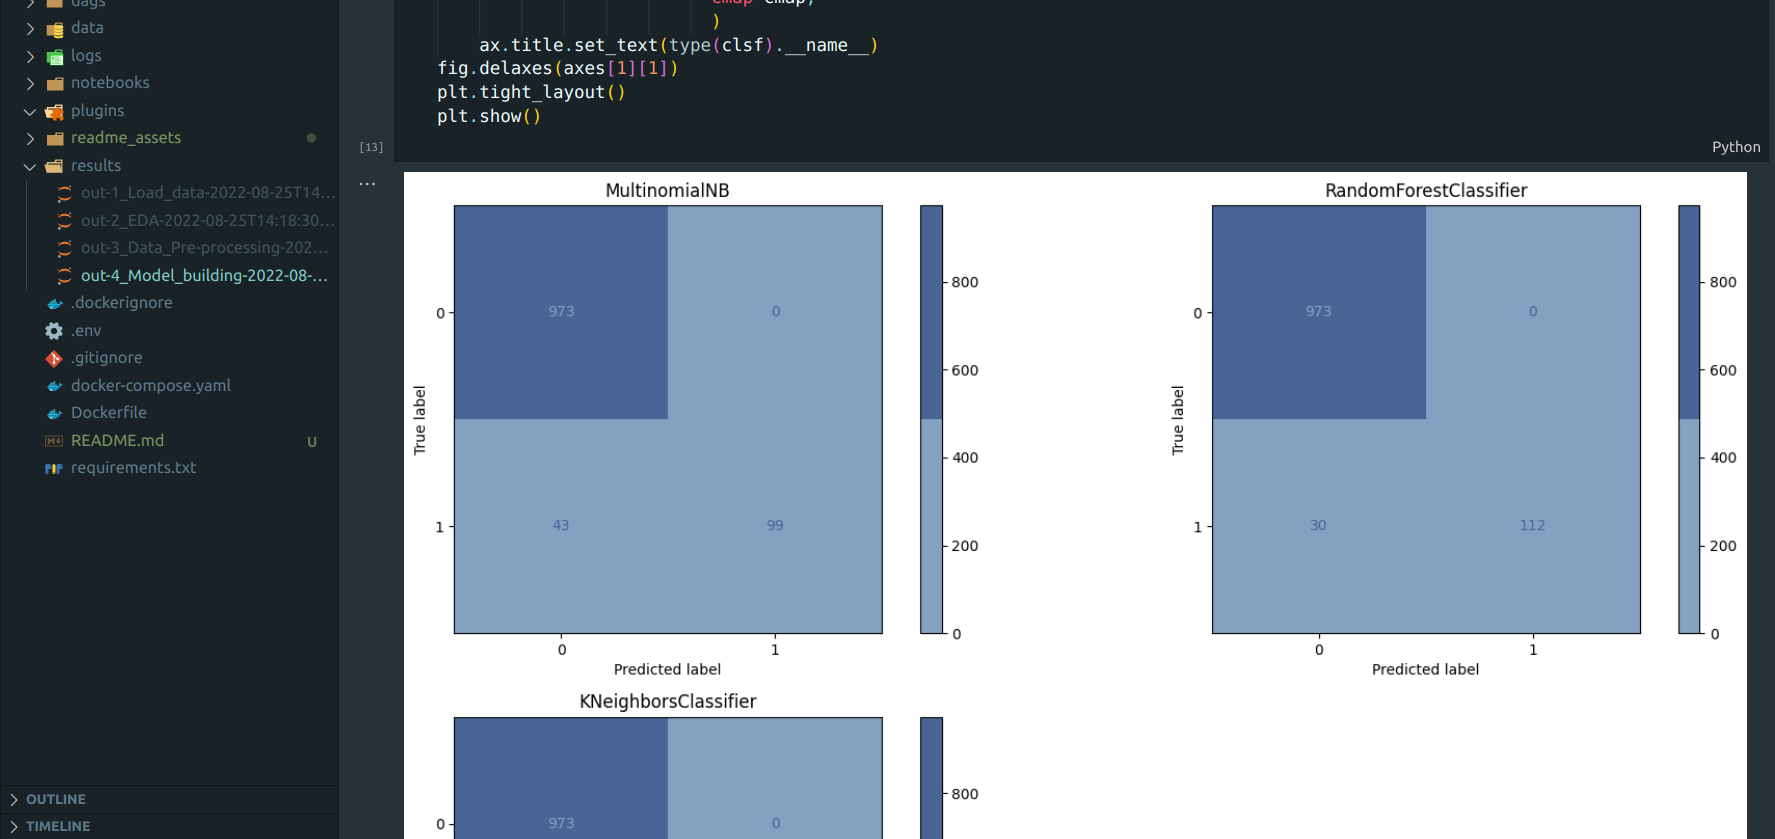 dags
data
logs
notebooks
plugins
readme_assets
results
out-1_Load_data-2022-08-25T14...
out-2_EDA-2022-08-25T14:18:30...
out-3_Data_Pre-processing-202...
out-4_Model_building-2022-08-...
.dockerignore
.env
.gitignore
docker-compose.yaml
Dockerfile
README.md U
requirements.txt
OUTLINE
TIMELINE
)
ax.title.set_text(type(clsf).__name__)
fig.delaxes(axes[1][1])
plt.tight_layout()
plt.show()
[13]
Python
...
MultinomialNB
973
0
43
99
0
1
True label
0
1
Predicted label
800
600
400
200
0
RandomForestClassifier
973
0
30
112
0
1
True label
0
1
Predicted label
800
600
400
200
0
KNeighborsClassifier
0
973
0
800